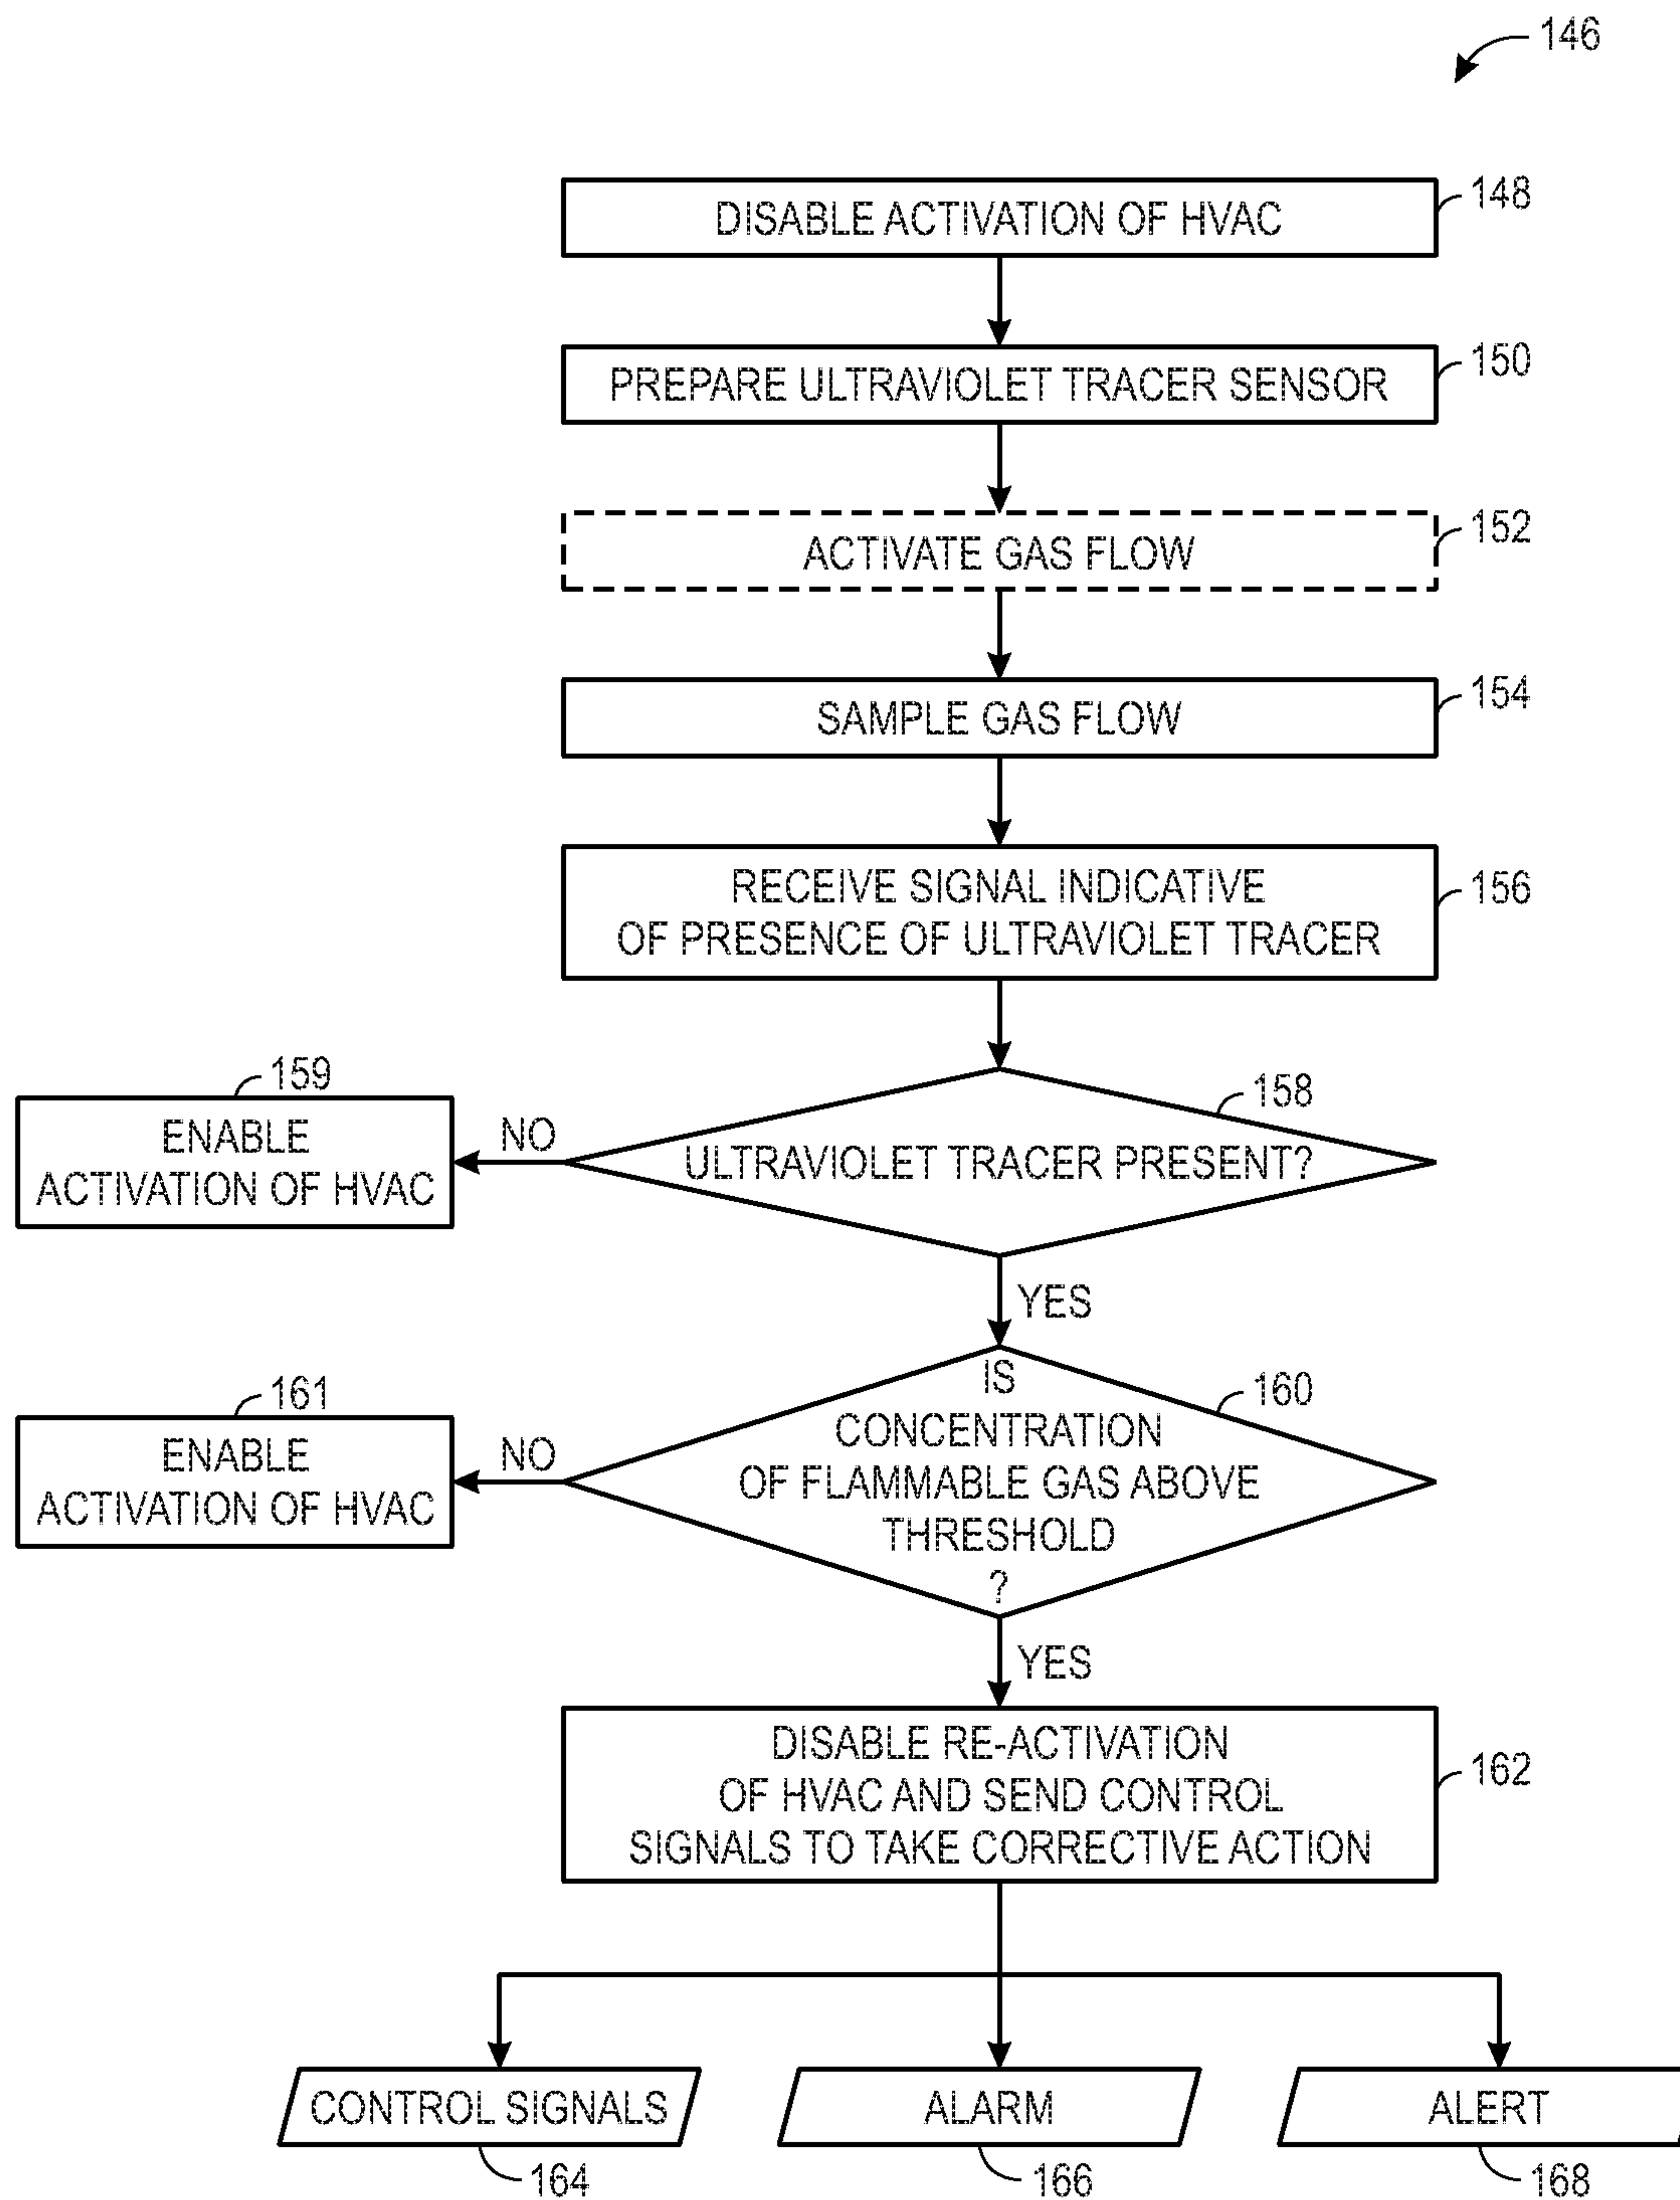 146
148
DISABLE ACTIVATION OF HVAC
150
PREPARE ULTRAVIOLET TRACER SENSOR
152
ACTIVATE GAS FLOW
154
SAMPLE GAS FLOW
156
RECEIVE SIGNAL INDICATIVE
OF PRESENCE OF ULTRAVIOLET TRACER
158
ULTRAVIOLET TRACER PRESENT?
NO
159
ENABLE
ACTIVATION OF HVAC
YES
160
IS
CONCENTRATION
OF FLAMMABLE GAS ABOVE
THRESHOLD
?
NO
161
ENABLE
ACTIVATION OF HVAC
YES
162
DISABLE RE-ACTIVATION
OF HVAC AND SEND CONTROL
SIGNALS TO TAKE CORRECTIVE ACTION
CONTROL SIGNALS
164
ALARM
166
ALERT
168